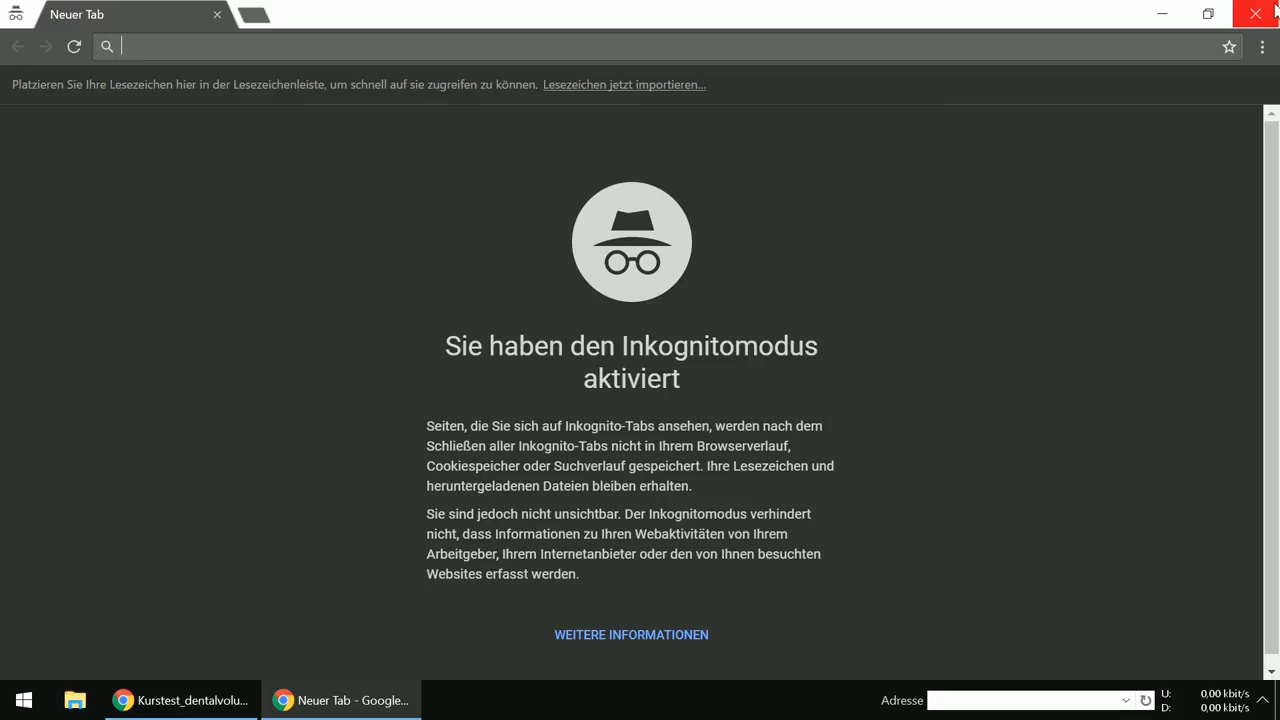 Neuer Tab
Platzieren Sie Ihre Lesezeichen hier in der Lesezeichenleiste, um schnell auf sie zugreifen zu können. Lesezeichen jetzt importieren...
Sie haben den Inkognitomodus
aktiviert
Seiten, die Sie sich auf Inkognito-Tabs ansehen, werden nach dem
Schließen aller Inkognito-Tabs nicht in Ihrem Browserverlauf,
Cookiespeicher oder Suchverlauf gespeichert. Ihre Lesezeichen und
heruntergeladenen Dateien bleiben erhalten.
Sie sind jedoch nicht unsichtbar. Der Inkognitomodus verhindert
nicht, dass Informationen zu Ihren Webaktivitäten von Ihrem
Arbeitgeber, Ihrem Internetanbieter oder den von Ihnen besuchten
Websites erfasst werden.
WEITERE INFORMATIONEN
Kurstest_dentalvolu...
Neuer Tab - Google...
Adresse
U: 0,00 kbit/s
D: 0,00 kbit/s